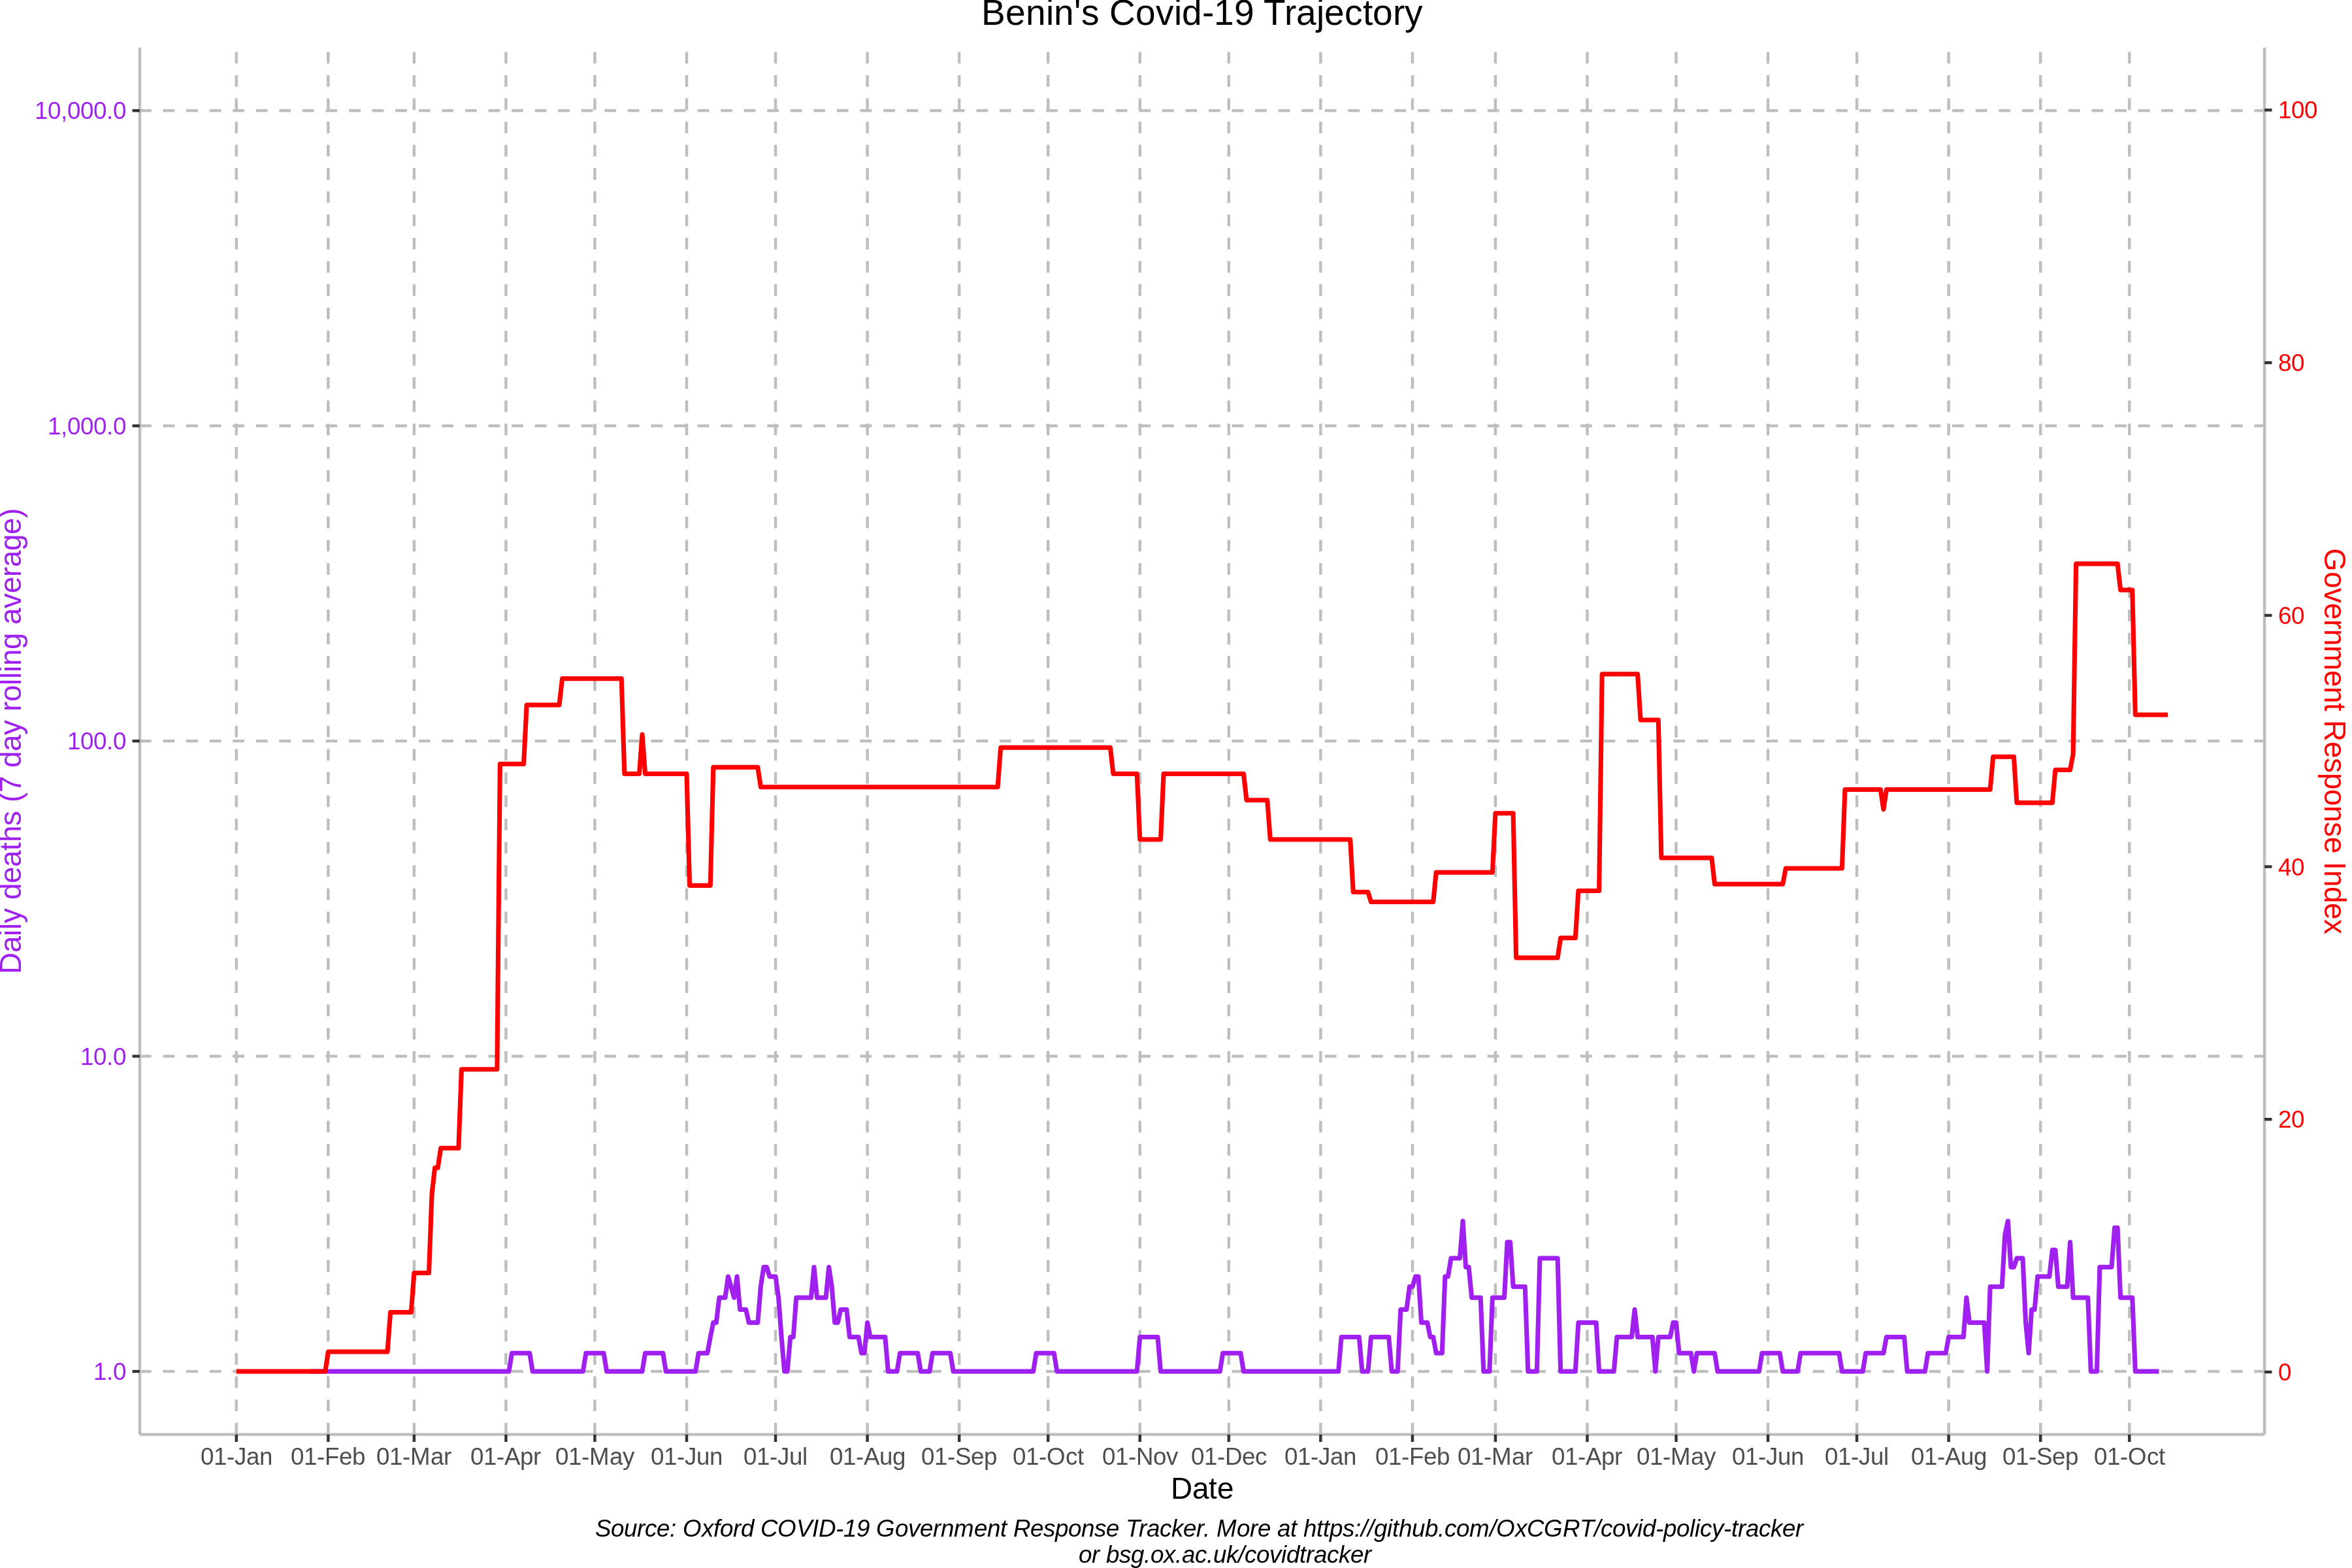 Benin's Covid-19 Trajectory
10,000.0
1,000.0
100.0
10.0
1.0
Daily deaths (7 day rolling average)
100
80
60
40
20
0
Government Response Index
01-Jan 01-Feb 01-Mar 01-Apr 01-May 01-Jun 01-Jul 01-Aug 01-Sep 01-Oct 01-Nov 01-Dec 01-Jan 01-Feb 01-Mar 01-Apr 01-May 01-Jun 01-Jul 01-Aug 01-Sep 01-Oct
Date
Source: Oxford COVID-19 Government Response Tracker. More at https://github.com/OxCGRT/covid-policy-tracker
or bsg.ox.ac.uk/covidtracker